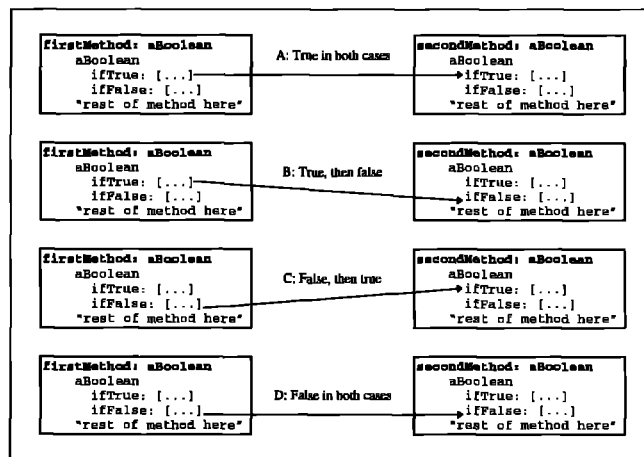 firstMethod: aBoolean
aBoolean
ifTrue: [...]
ifFalse: [...]
"rest of method here"
A: True in both cases
secondMethod: aBoolean
aBoolean
ifTrue: [...]
ifFalse: [...]
"rest of method here"
firstMethod: aBoolean
aBoolean
ifTrue: [...]
ifFalse: [...]
"rest of method here"
B: True, then false
secondMethod: aBoolean
aBoolean
ifTrue: [...]
ifFalse: [...]
"rest of method here"
firstMethod: aBoolean
aBoolean
ifTrue: [...]
ifFalse: [...]
"rest of method here"
C: False, then true
secondMethod: aBoolean
aBoolean
ifTrue: [...]
ifFalse: [...]
"rest of method here"
firstMethod: aBoolean
aBoolean
ifTrue: [...]
ifFalse: [...]
"rest of method here"
D: False in both cases
secondMethod: aBoolean
aBoolean
ifTrue: [...]
ifFalse: [...]
"rest of method here"